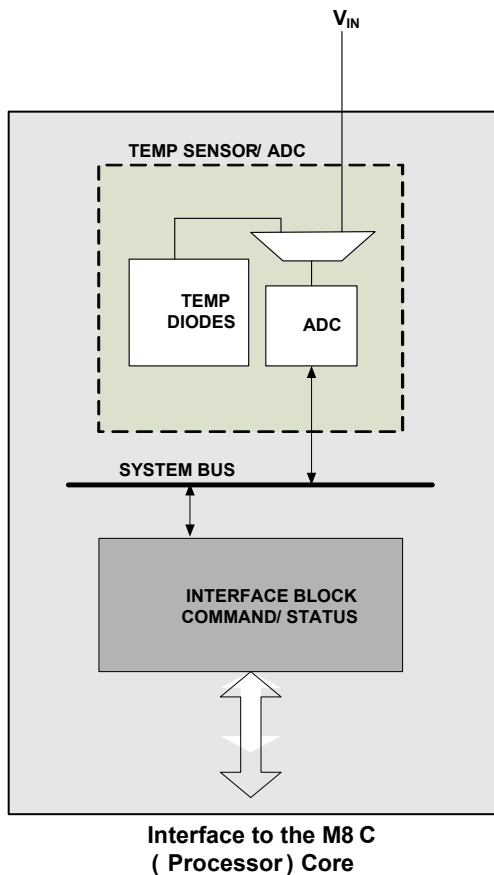 V_IN
TEMP SENSOR/ ADC
TEMP
DIODES
ADC
SYSTEM BUS
INTERFACE BLOCK
COMMAND/ STATUS
Interface to the M8 C
( Processor) Core